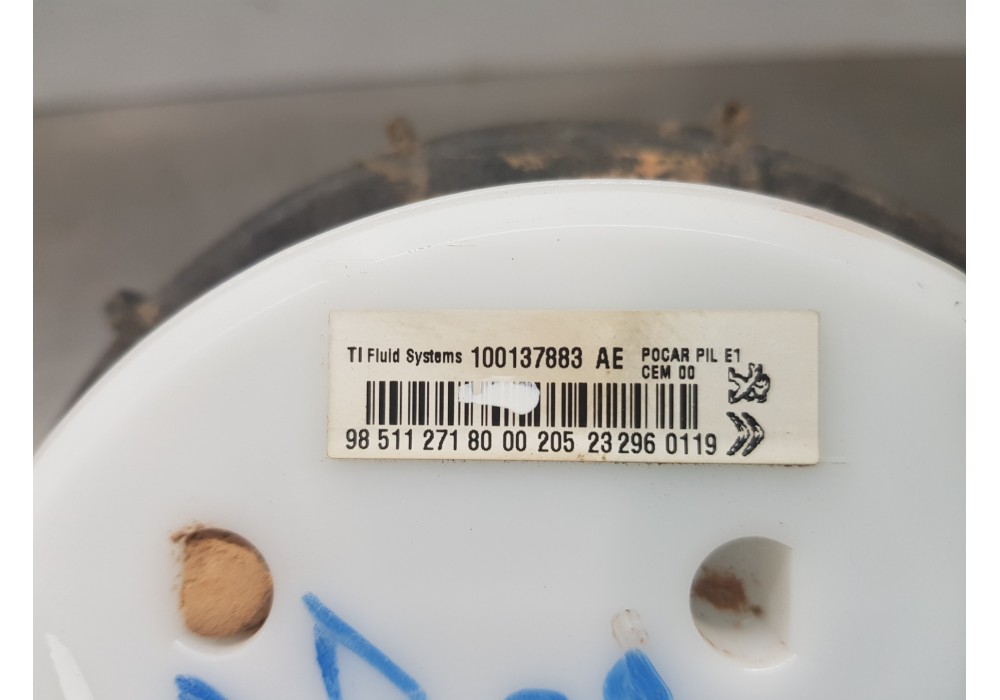 TI Fluid Systems 100137883 AE POCAR PIL E1
CEM 00
98 511 271 80 00 205 23 296 0119